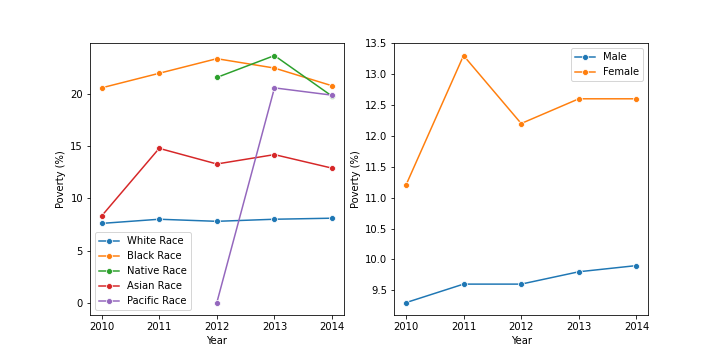 Poverty (%)
20
15
10
5
0
White Race
Black Race
Native Race
Asian Race
Pacific Race
2010 2011 2012 2013 2014
Year
Poverty (%)
13.5
13.0
12.5
12.0
11.5
11.0
10.5
10.0
9.5
Male
Female
2010 2011 2012 2013 2014
Year